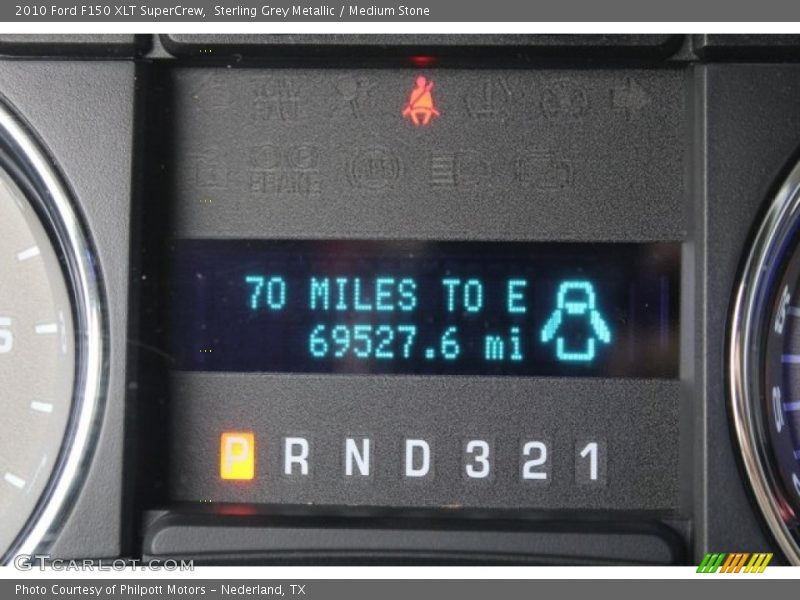 2010 Ford F150 XLT SuperCrew, Sterling Grey Metallic / Medium Stone
BRAKE
70 MILES TO E
69527.6 mi
P R N D 3 2 1
GTCARLOT.COM
Photo Courtesy of Philpott Motors - Nederland, TX